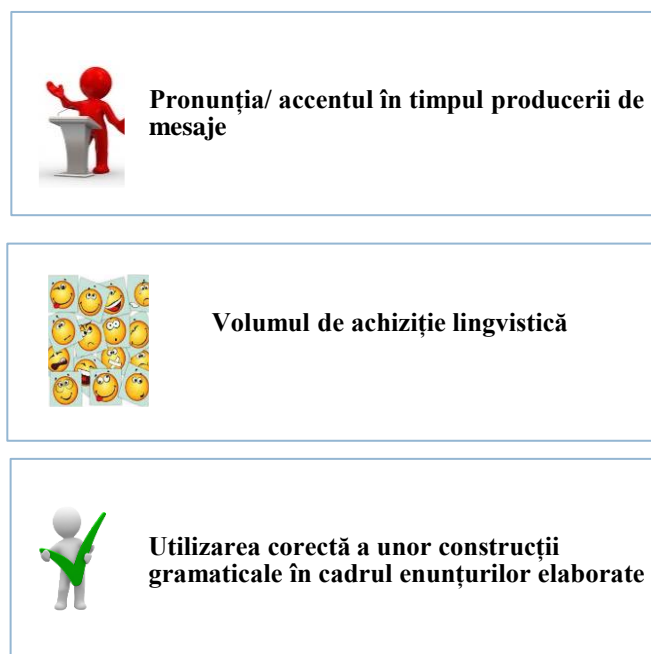 Pronunția/ accentul în timpul producerii de
mesaje
Volumul de achiziție lingvistică
Utilizarea corectă a unor construcții
gramaticale în cadrul enunțurilor elaborate